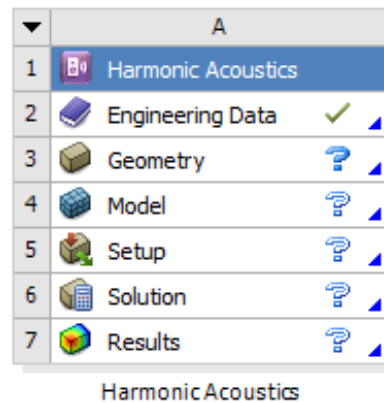 A
1 Harmonic Acoustics
2 Engineering Data
3 Geometry ?
4 Model ?
5 Setup ?
6 Solution ?
7 Results ?
Harmonic Acoustics